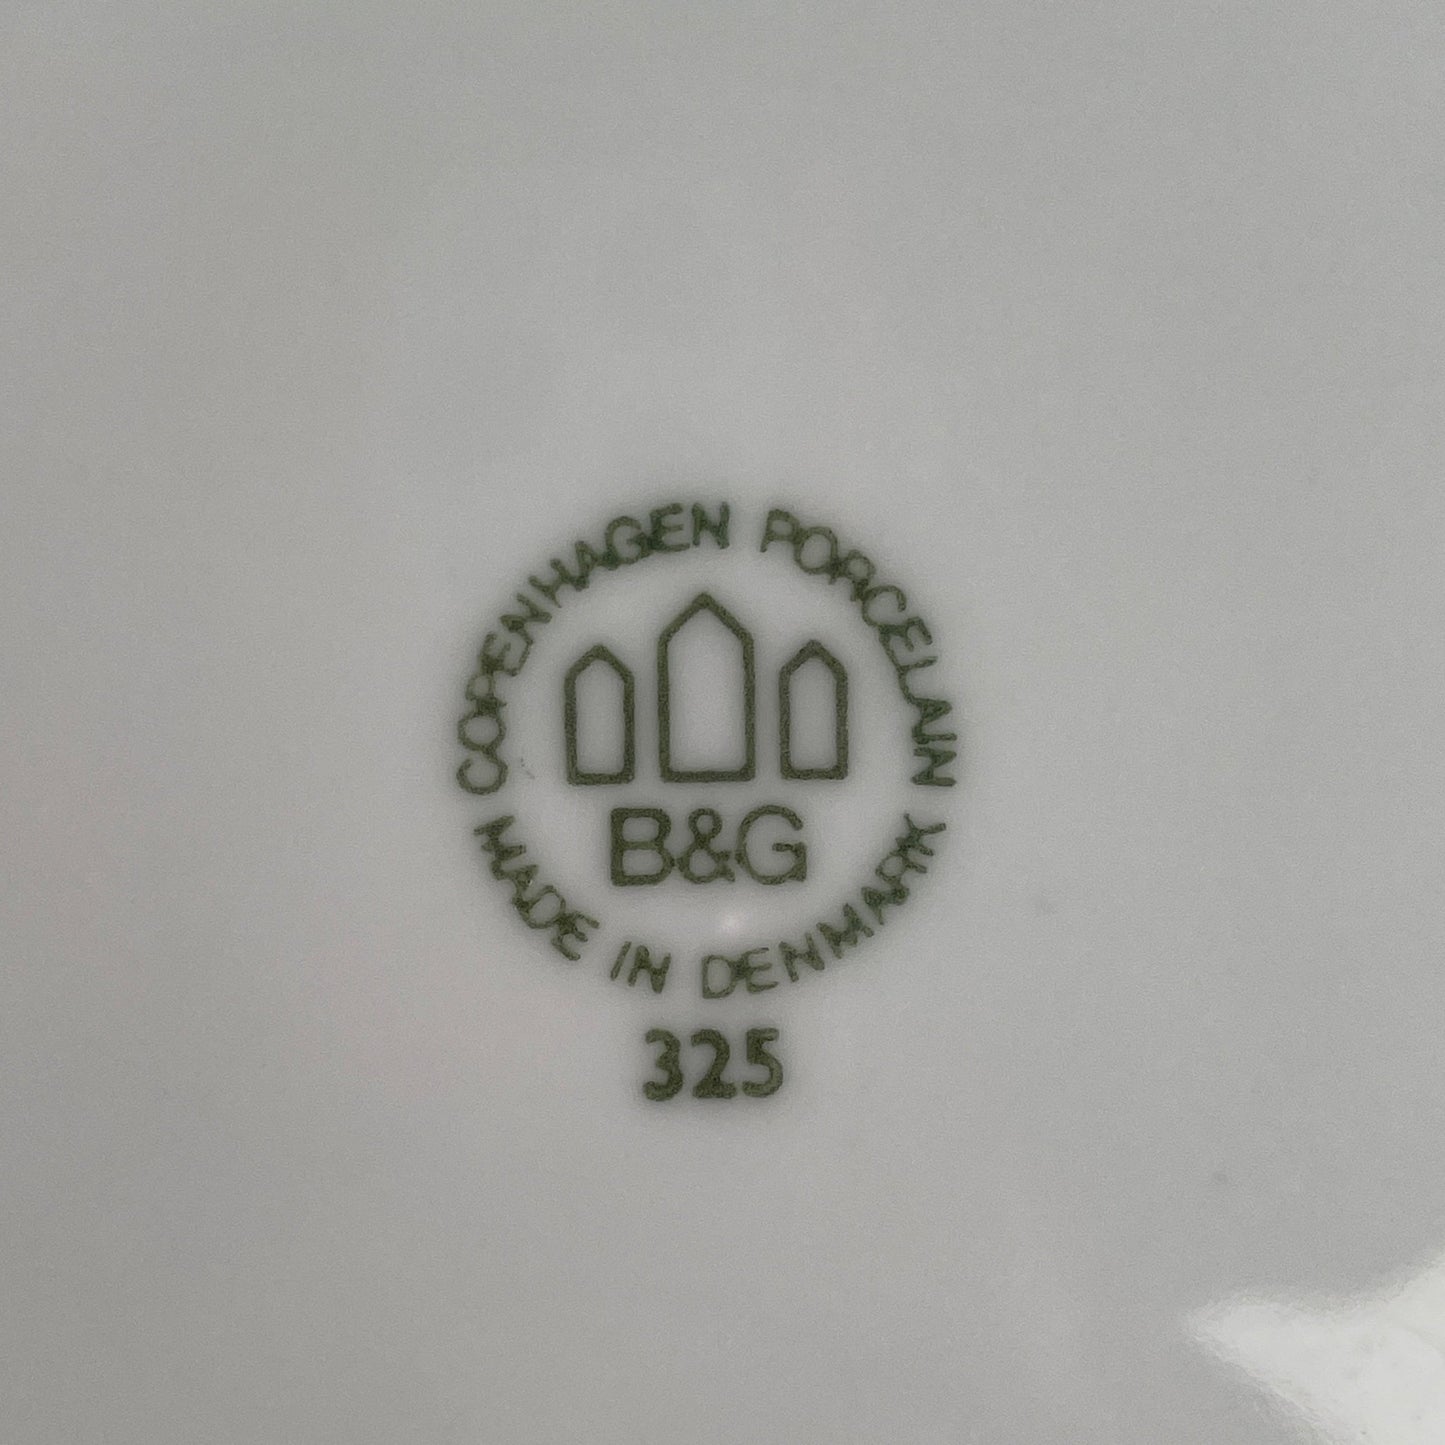 COPENHAGEN PORCELAIN
B&G
MADE IN DENMARK
325